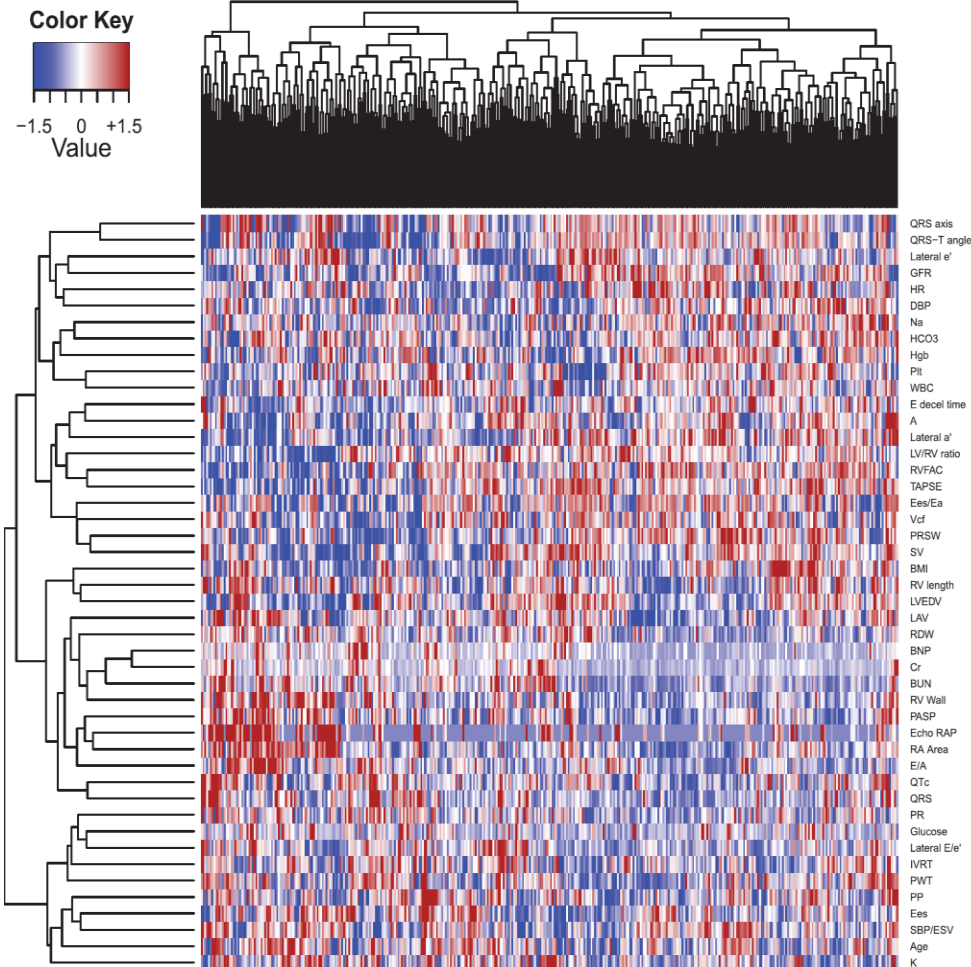 Color Key
−1.5 0 +1.5
Value
QRS axis
QRS−T angle
Lateral e'
GFR
HR
DBP
Na
HCO3
Hgb
Plt
WBC
E decel time
A
Lateral a'
LV/RV ratio
RVFAC
TAPSE
Ees/Ea
Vcf
PRSW
SV
BMI
RV length
LVEDV
LAV
RDW
BNP
Cr
BUN
RV Wall
PASP
Echo RAP
RA Area
E/A
QTc
QRS
PR
Glucose
Lateral E/e'
IVRT
PWT
PP
Ees
SBP/ESV
Age
K